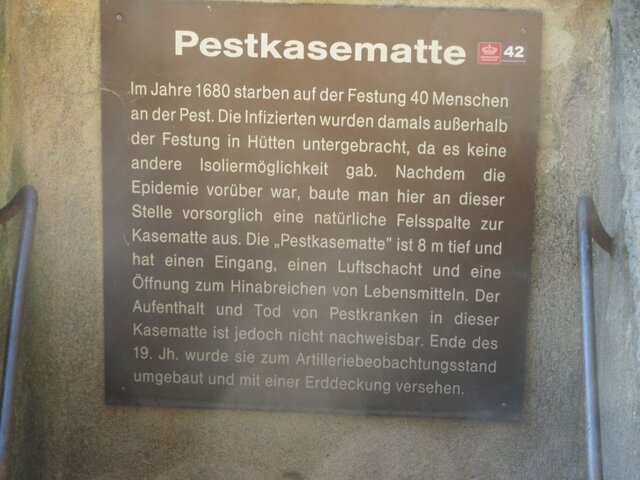 Pestkasematte
42
Im Jahre 1680 starben auf der Festung 40 Menschen
an der Pest. Die Infizierten wurden damals außerhalb
der Festung in Hütten untergebracht, da es keine
andere Isoliermöglichkeit gab. Nachdem die
Epidemie vorüber war, baute man hier an dieser
Stelle vorsorglich eine natürliche Felsspalte zur
Kasematte aus. Die „Pestkasematte” ist 8 m tief und
hat einen Eingang, einen Luftschacht und eine
Öffnung zum Hinabreichen von Lebensmitteln. Der
Aufenthalt und Tod von Pestkranken in dieser
Kasematte ist jedoch nicht nachweisbar. Ende des
19. Jh. wurde sie zum Artilleriebeobachtungsstand
umgebaut und mit einer Erddeckung versehen.